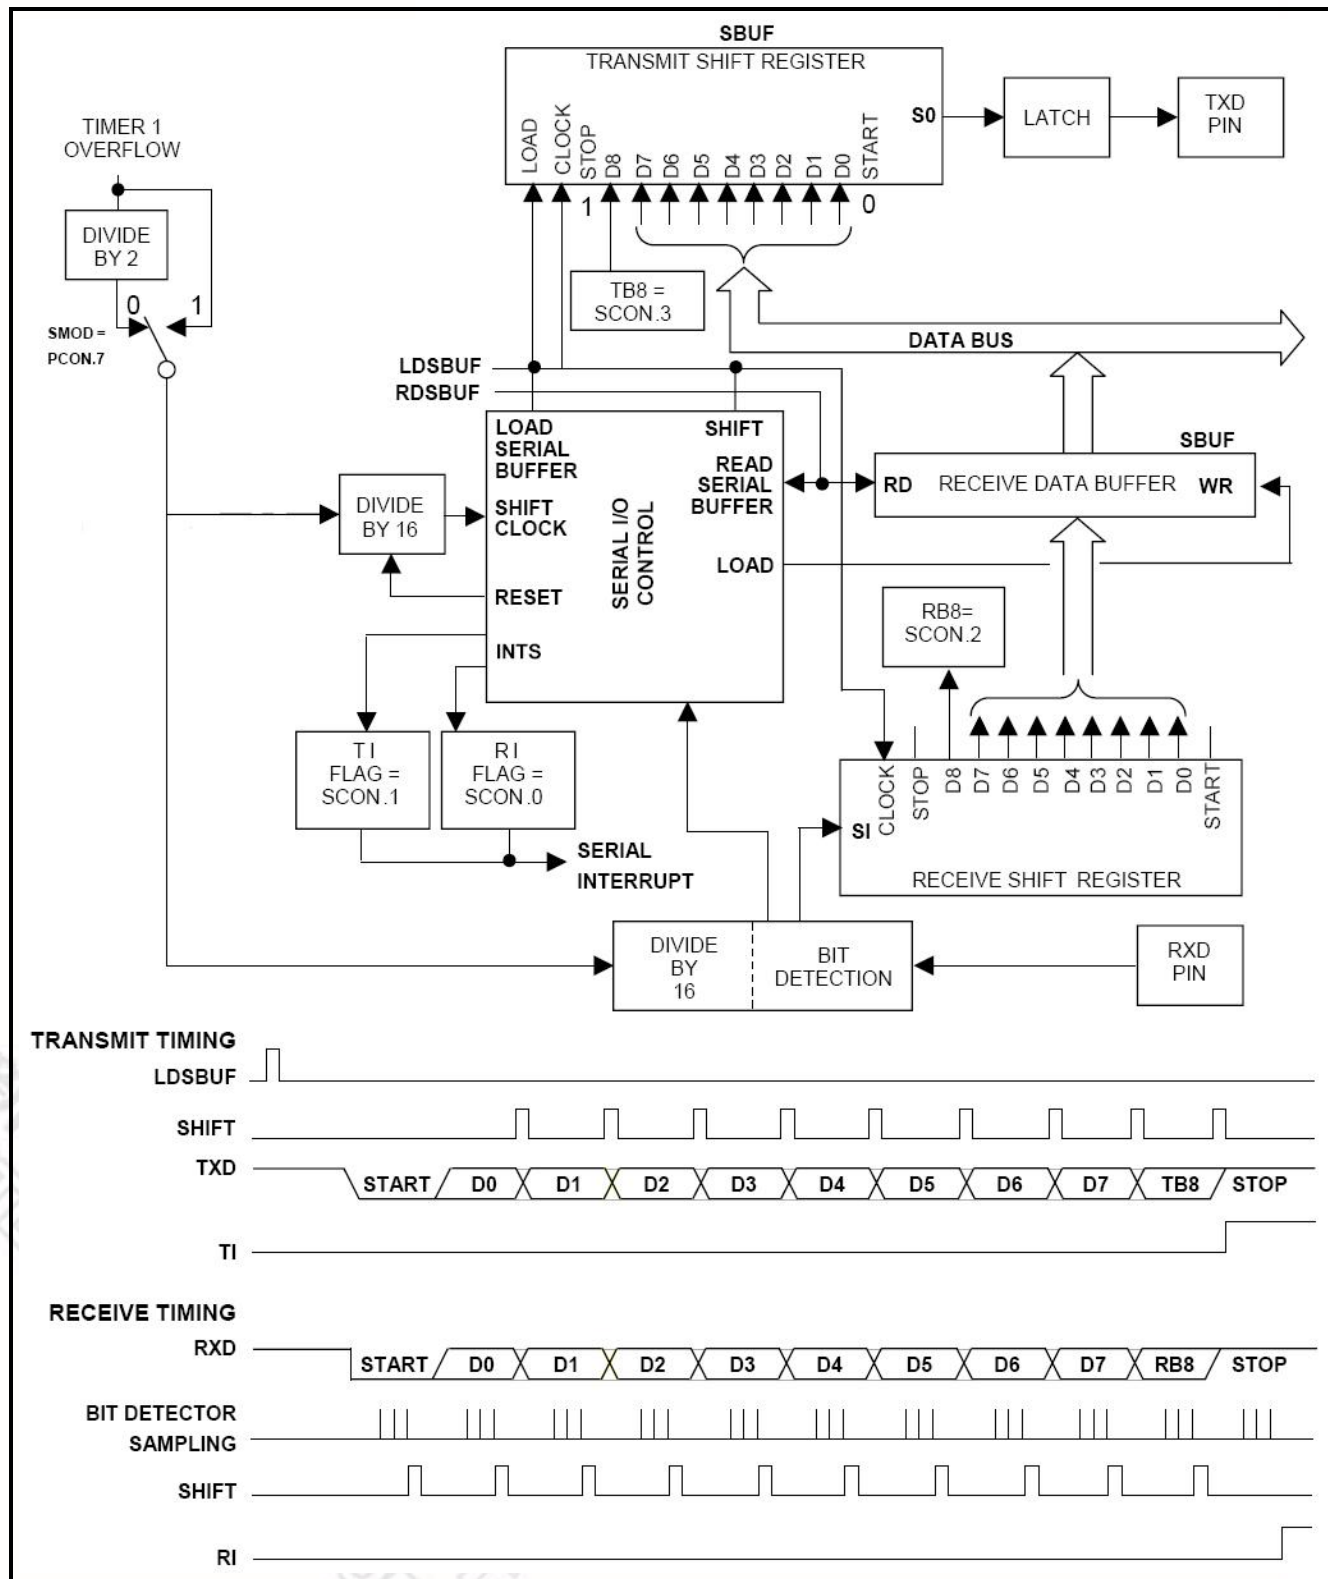 SBUF
TRANSMIT SHIFT REGISTER
LOAD
CLOCK
STOP
D8
D7
D6
D5
D4
D3
D2
D1
D0
START
S0
1
0
LATCH
TXD
PIN
TIMER 1
OVERFLOW
DIVIDE
BY 2
0 1
SMOD =
PCON.7
TB8 =
SCON.3
DATA BUS
LDSBUF
RDSBUF
LOAD
SERIAL
BUFFER
SHIFT
READ
SERIAL
BUFFER
SHIFT
CLOCK
SERIAL I/O
CONTROL
LOAD
RESET
INTS
DIVIDE
BY 16
SBUF
RD RECEIVE DATA BUFFER WR
RB8=
SCON.2
T I
FLAG =
SCON.1
R I
FLAG =
SCON.0
SERIAL
INTERRUPT
SI
CLOCK
STOP
D8
D7
D6
D5
D4
D3
D2
D1
D0
START
RECEIVE SHIFT REGISTER
DIVIDE
BY
16
BIT
DETECTION
RXD
PIN
TRANSMIT TIMING
LDSBUF
SHIFT
TXD START D0 D1 D2 D3 D4 D5 D6 D7 TB8 STOP
TI
RECEIVE TIMING
RXD START D0 D1 D2 D3 D4 D5 D6 D7 RB8 STOP
BIT DETECTOR
SAMPLING
SHIFT
RI